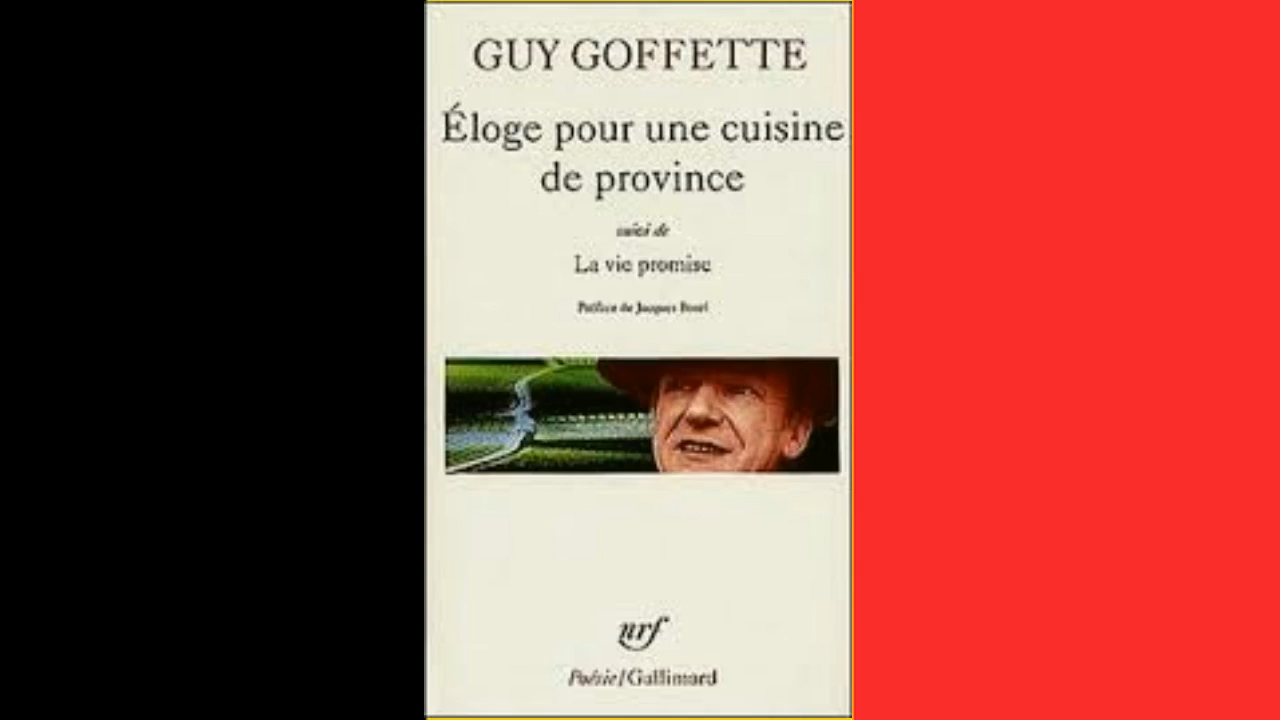 GUY GOFFETTE
Éloge pour une cuisine
de province
suivi de
La vie promise
Préface de Jacques Borel
nrf
Poésie/Gallimard